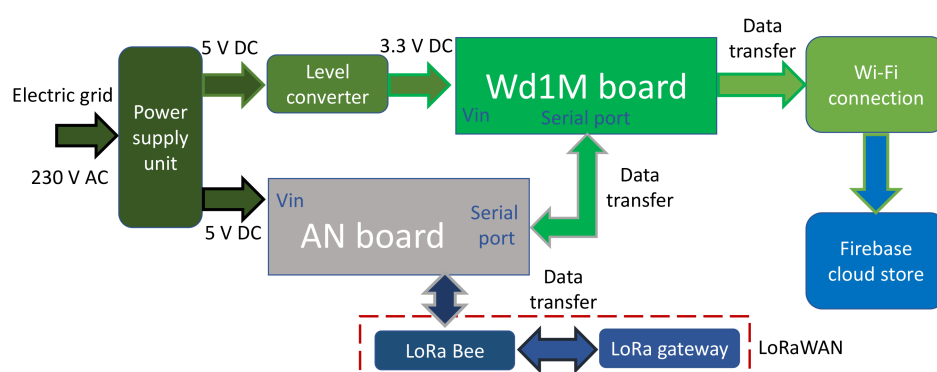 5 V DC
3.3 V DC
Data
transfer
Level
converter
Wd1M board
Vin
Serial port
Wi-Fi
connection
Electric grid
230 V AC
Power
supply
unit
5 V DC
Vin
AN board
Serial
port
Data
transfer
Firebase
cloud store
Data
transfer
LoRa Bee
LoRa gateway
LoRaWAN